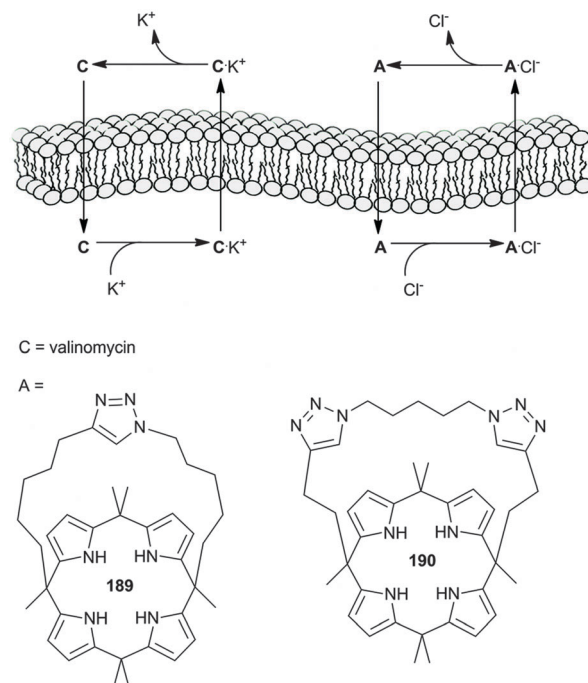 K⁺ Cl⁻
C C·K⁺ A A·Cl⁻
C C·K⁺ A A·Cl⁻
K⁺ Cl⁻
C = valinomycin
A =
N=N N N N N N N
N
NH HN NH HN
189 190
NH HN NH HN